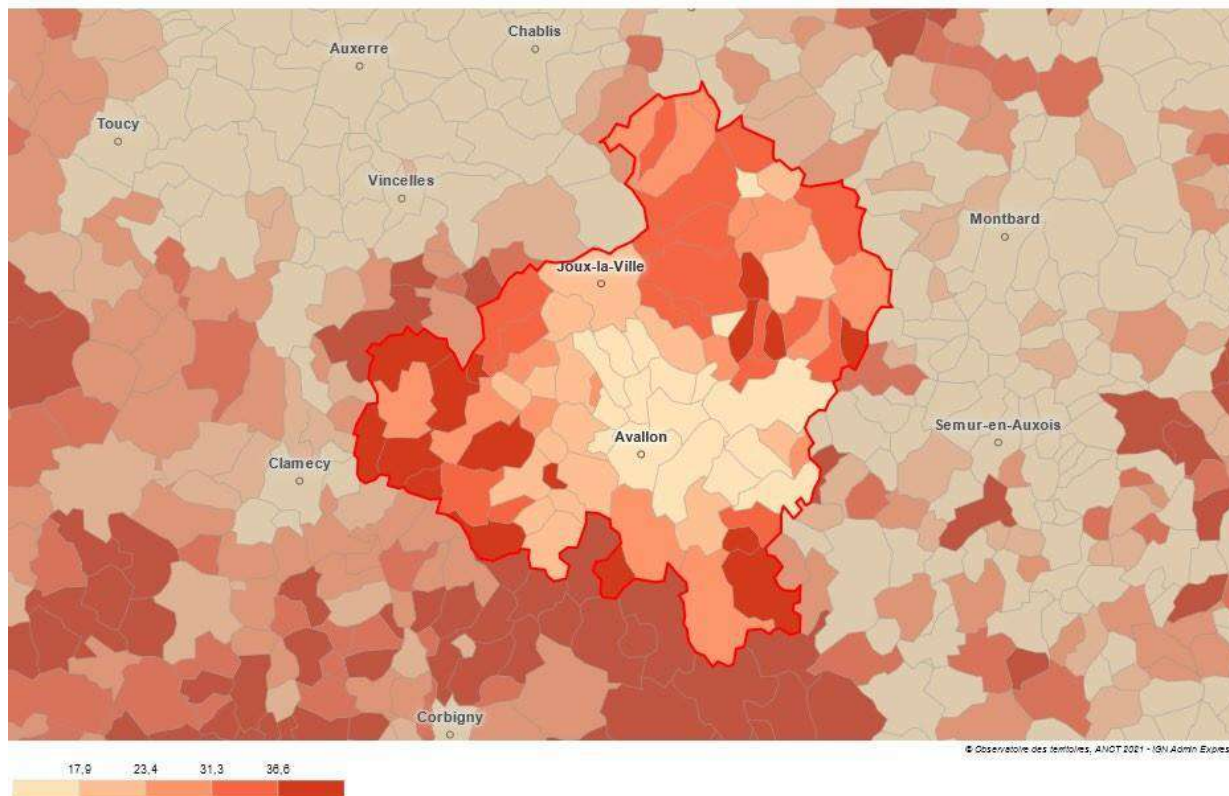 Chablis
Auxerre
Toucy
Vincelles
Montbard
Joux-la-Ville
Semur-en-Auxois
Avallon
Clamecy
Corbigny
© Observatoire des territoires, ANCT 2021 - IGN Admin Expres
17,9 23,4 31,3 36,6